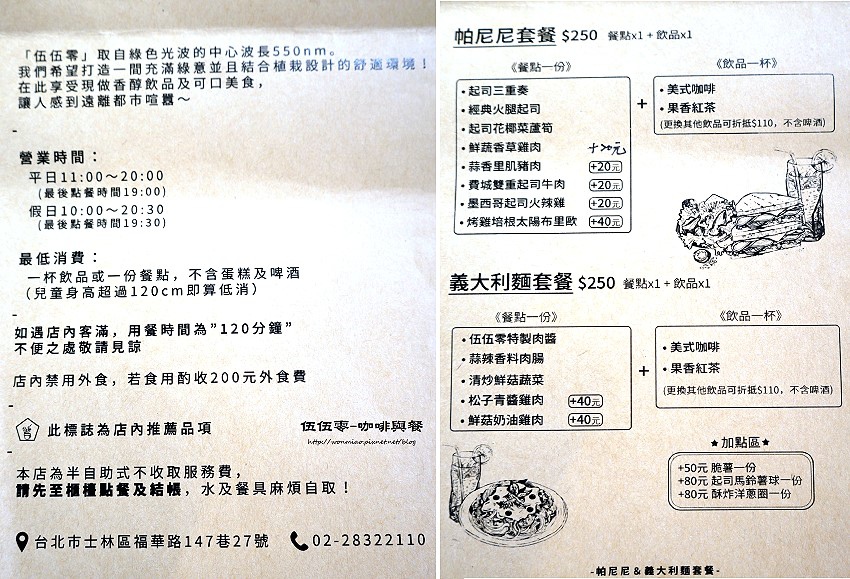 「伍伍零」取自綠色光波的中心波長550nm。
我們希望打造一間充滿綠意並且結合植栽設計的舒適環境！
在此享受現做香醇飲品及可口美食，
讓人感到遠離都市喧囂～
-
營業時間：
平日11:00～20:00
(最後點餐時間19:00)
假日10:00～20:30
(最後點餐時間19:30)
最低消費：
一杯飲品或一份餐點，不含蛋糕及啤酒
（兒童身高超過120cm即算低消）
-
如遇店內客滿，用餐時間為"120分鐘"
不便之處敬請見諒
店內禁用外食，若食用酌收200元外食費
-
此標誌為店內推薦品項
伍伍零-咖啡與餐
http://wonmiao.pixnet.net/blog
-
本店為半自助式不收取服務費，
請先至櫃檯點餐及結帳，水及餐具麻煩自取！
台北市士林區福華路147巷27號
02-28322110
帕尼尼套餐 $250 餐點x1 + 飲品x1
《餐點一份》
・起司三重奏
・經典火腿起司
・起司花椰菜蘆筍
・鮮蔬香草雞肉 +20元
・蒜香里肌豬肉 +20元
・費城雙重起司牛肉 +20元
・墨西哥起司火辣雞 +20元
・烤雞培根太陽布里歐 +40元
+
《飲品一杯》
・美式咖啡
・果香紅茶
(更換其他飲品可折抵$110，不含啤酒)
義大利麵套餐 $250 餐點x1 + 飲品x1
《餐點一份》
・伍伍零特製肉醬
・蒜辣香料肉腸
・清炒鮮菇蔬菜
・松子青醬雞肉 +40元
・鮮菇奶油雞肉 +40元
+
《飲品一杯》
・美式咖啡
・果香紅茶
(更換其他飲品可折抵$110，不含啤酒)
★加點區★
+50元 脆薯一份
+80元 起司馬鈴薯球一份
+80元 酥炸洋蔥圈一份
-帕尼尼＆義大利麵套餐-